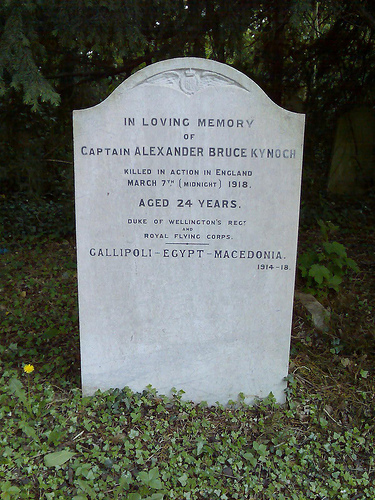 IN LOVING MEMORY
OF
CAPTAIN ALEXANDER BRUCE KYNOCH
KILLED IN ACTION IN ENGLAND
MARCH 7TH (MIDNIGHT) 1918.
AGED 24 YEARS.
DUKE OF WELLINGTON'S REGT
AND
ROYAL FLYING CORPS.
GALLIPOLI - EGYPT - MACEDONIA.
1914-18.